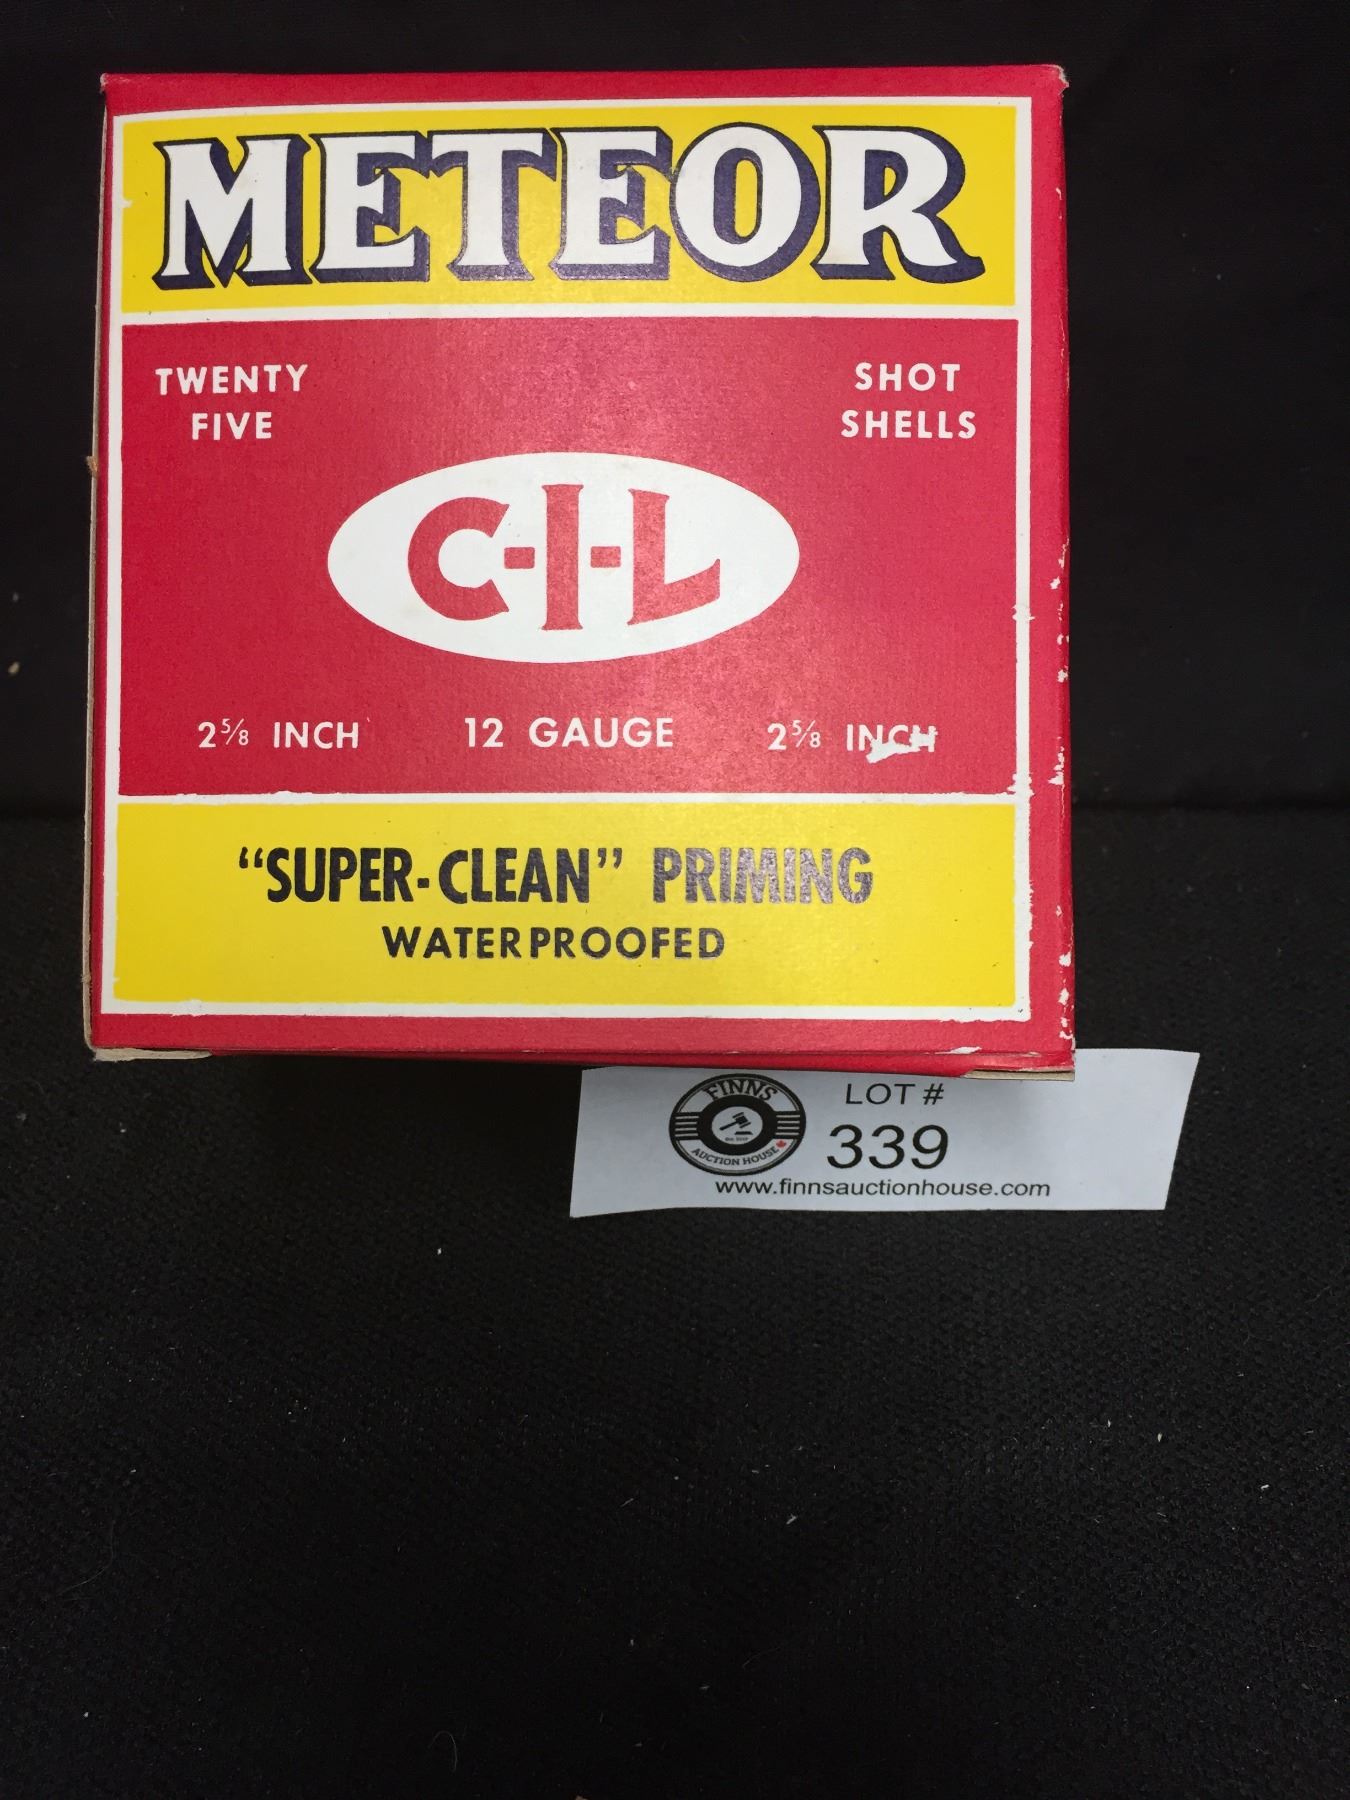 METEOR
TWENTY
FIVE
SHOT
SHELLS
C-I-L
2⅝ INCH 12 GAUGE 2⅝ INCH
“SUPER-CLEAN” PRIMING
WATERPROOFED
FINNS
AUCTION HOUSE
LOT #
339
www.finnsauctionhouse.com